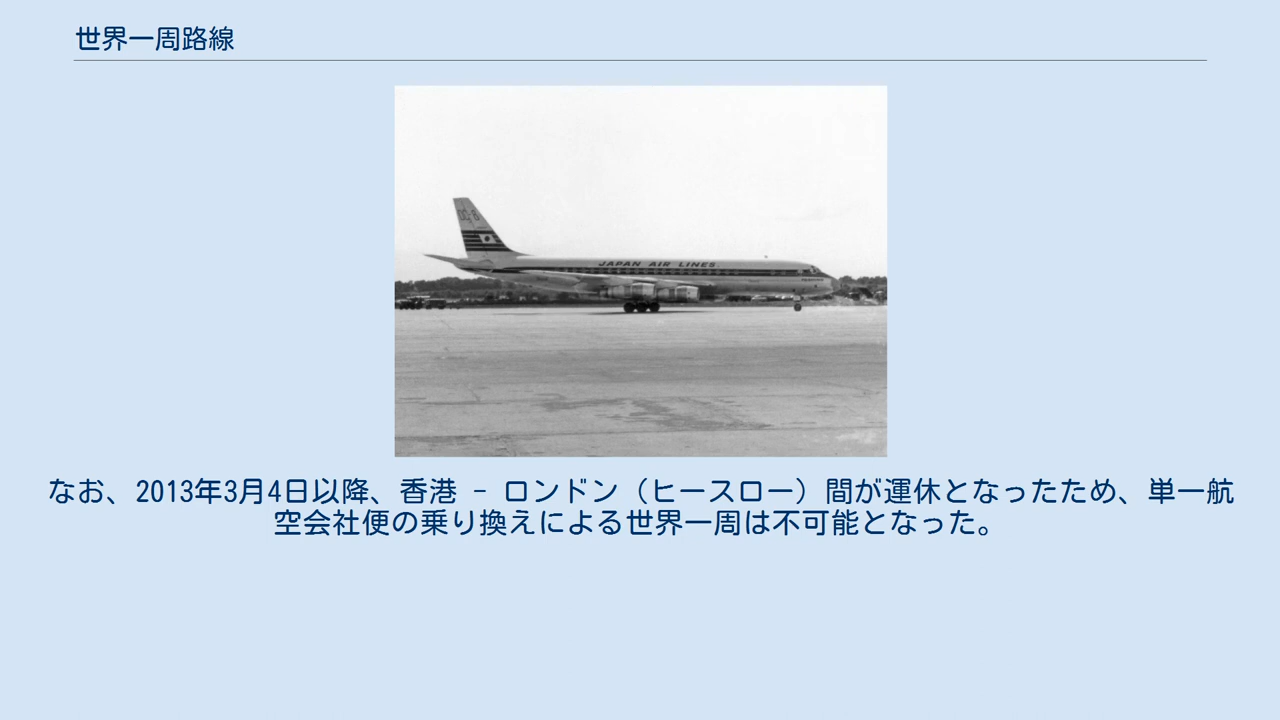 世界一周路線
JAPAN AIR LINES
なお、2013年3月4日以降、香港 - ロンドン（ヒースロー）間が運休となったため、単一航
空会社便の乗り換えによる世界一周は不可能となった。